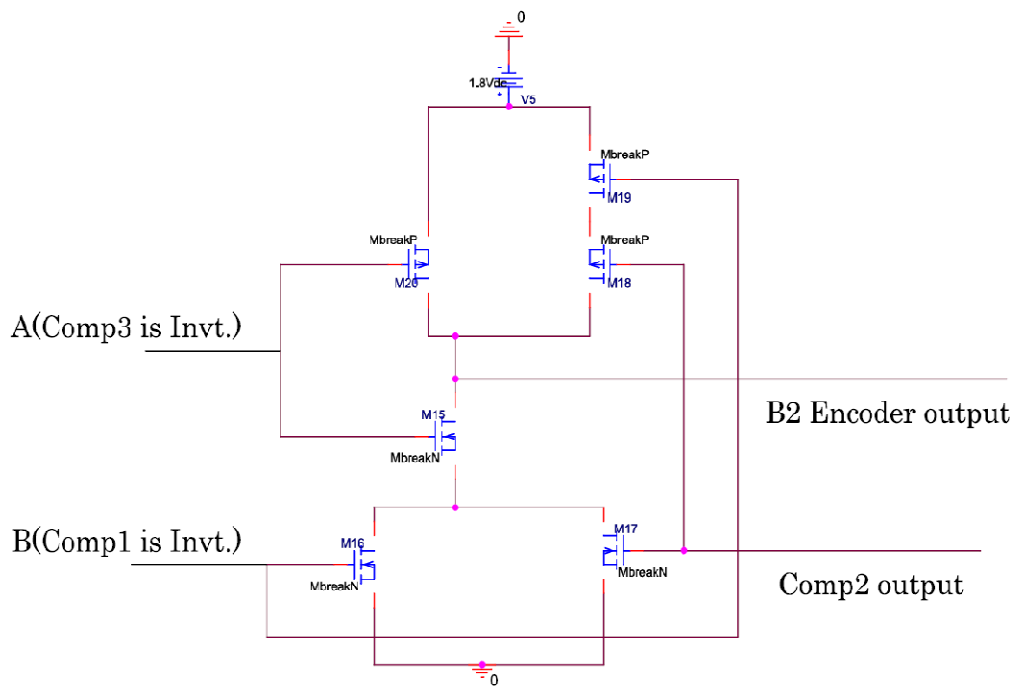 0
1.8Vdc
V5
MbreakP
M19
MbreakP
MbreakP
M20
M18
A(Comp3 is Invt.)
B2 Encoder output
M15
MbreakN
B(Comp1 is Invt.)
M16
MbreakN
M17
MbreakN
Comp2 output
0